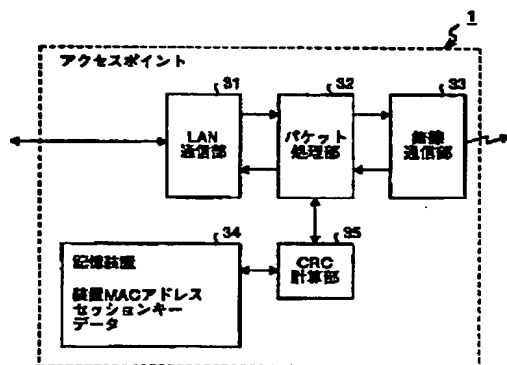 1
アクセスポイント
31
32
33
LAN
通信部
パケット
処理部
無線
通信部
34
35
記憶装置
装置MACアドレス
セッションキー
データ
CRC
計算部